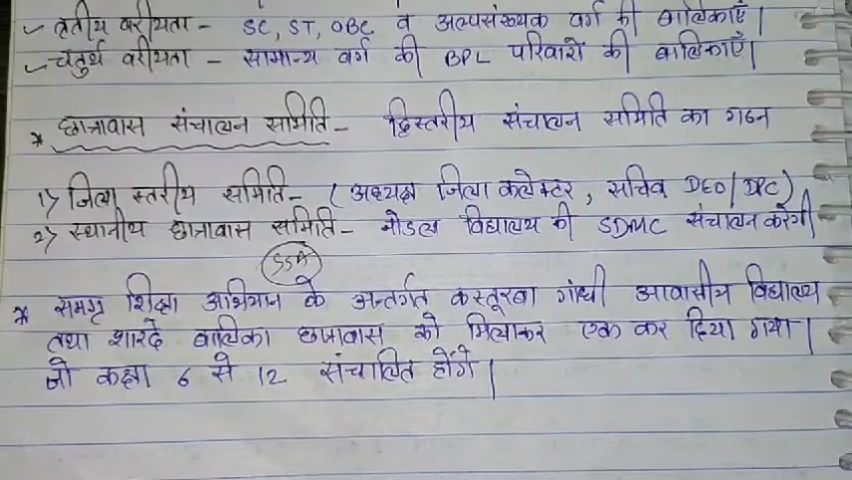 तृतीय वरीयता - SC, ST, OBC व अल्पसंख्यक वर्ग की बालिकाएँ।
चतुर्थ वरीयता - सामान्य वर्ग की BPL परिवारों की बालिकाएँ।
* छात्रावास संचालन समिति - द्विस्तरीय संचालन समिति का गठन
1) जिला स्तरीय समिति - (अध्यक्ष जिला कलेक्टर, सचिव DEO/DPC)
2) स्थानीय छात्रावास समिति - मोडल विद्यालय की SDMC संचालन करेगी
SSA
* समग्र शिक्षा अभियान के अन्तर्गत कस्तूरबा गांधी आवासीय विद्यालय
तथा शारदे बालिका छात्रावास को मिलाकर एक कर दिया गया।
जो कक्षा 6 से 12 संचालित होंगे।